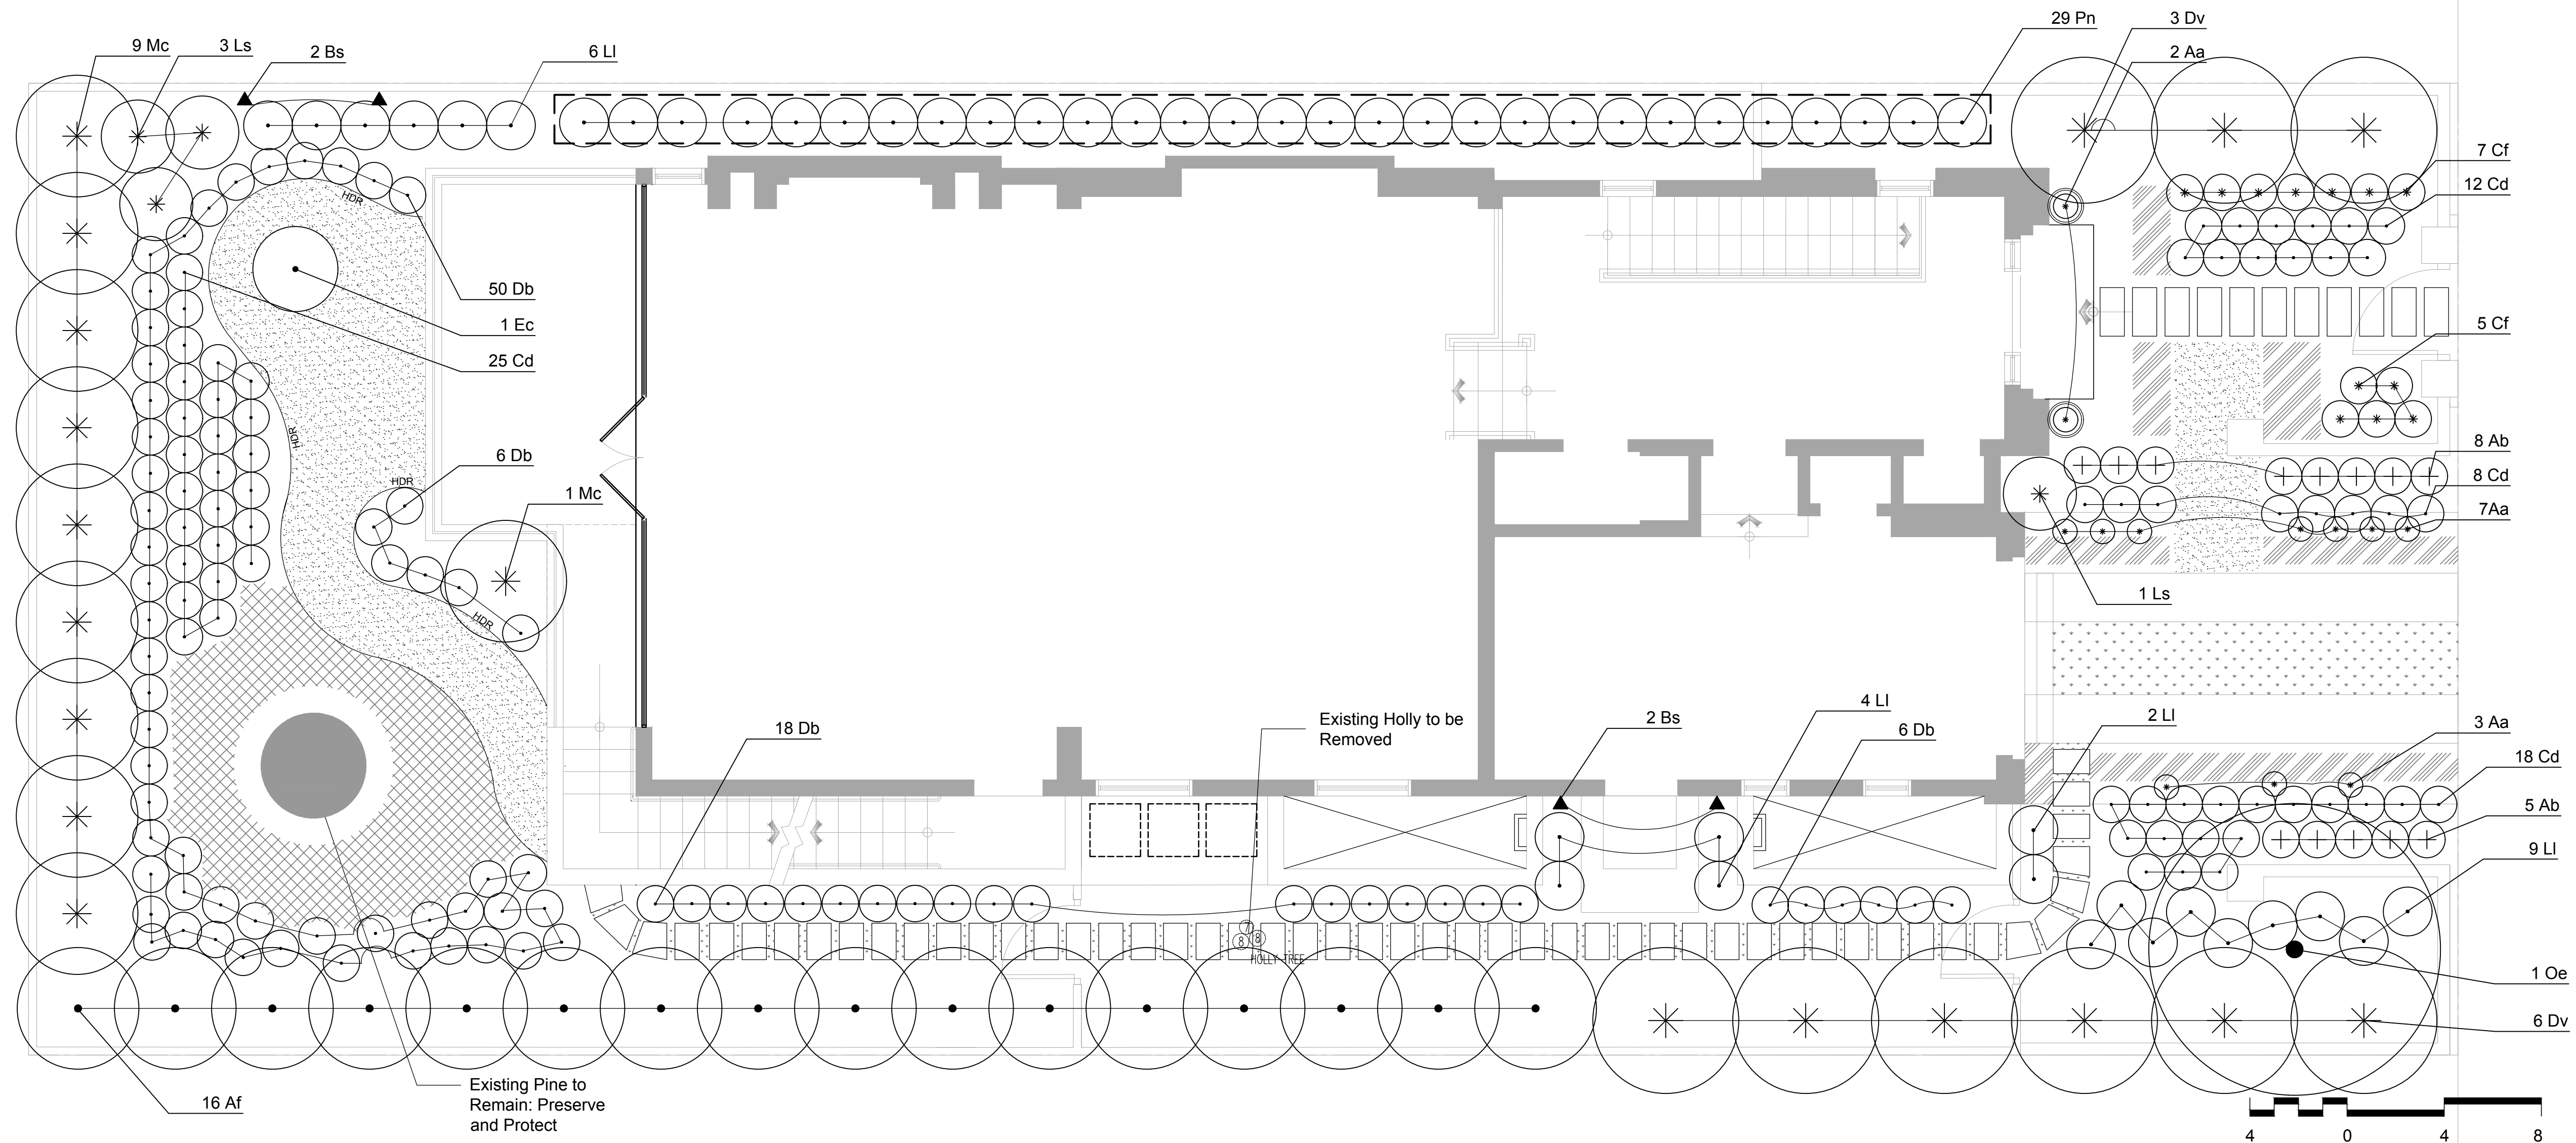 9 Mc
3 Ls
2 Bs
6 Ll
29 Pn
3 Dv
2 Aa
7 Cf
12 Cd
HDR
50 Db
1 Ec
25 Cd
5 Cf
HDR
6 Db
HDR
1 Mc
8 Ab
8 Cd
7Aa
1 Ls
HDR
18 Db
Existing Holly to be
Removed
2 Bs
4 Ll
6 Db
2 Ll
3 Aa
18 Cd
5 Ab
9 Ll
7
8 8
HOLLY TREE
1 Oe
6 Dv
16 Af
Existing Pine to
Remain: Preserve
and Protect
4 0 4 8